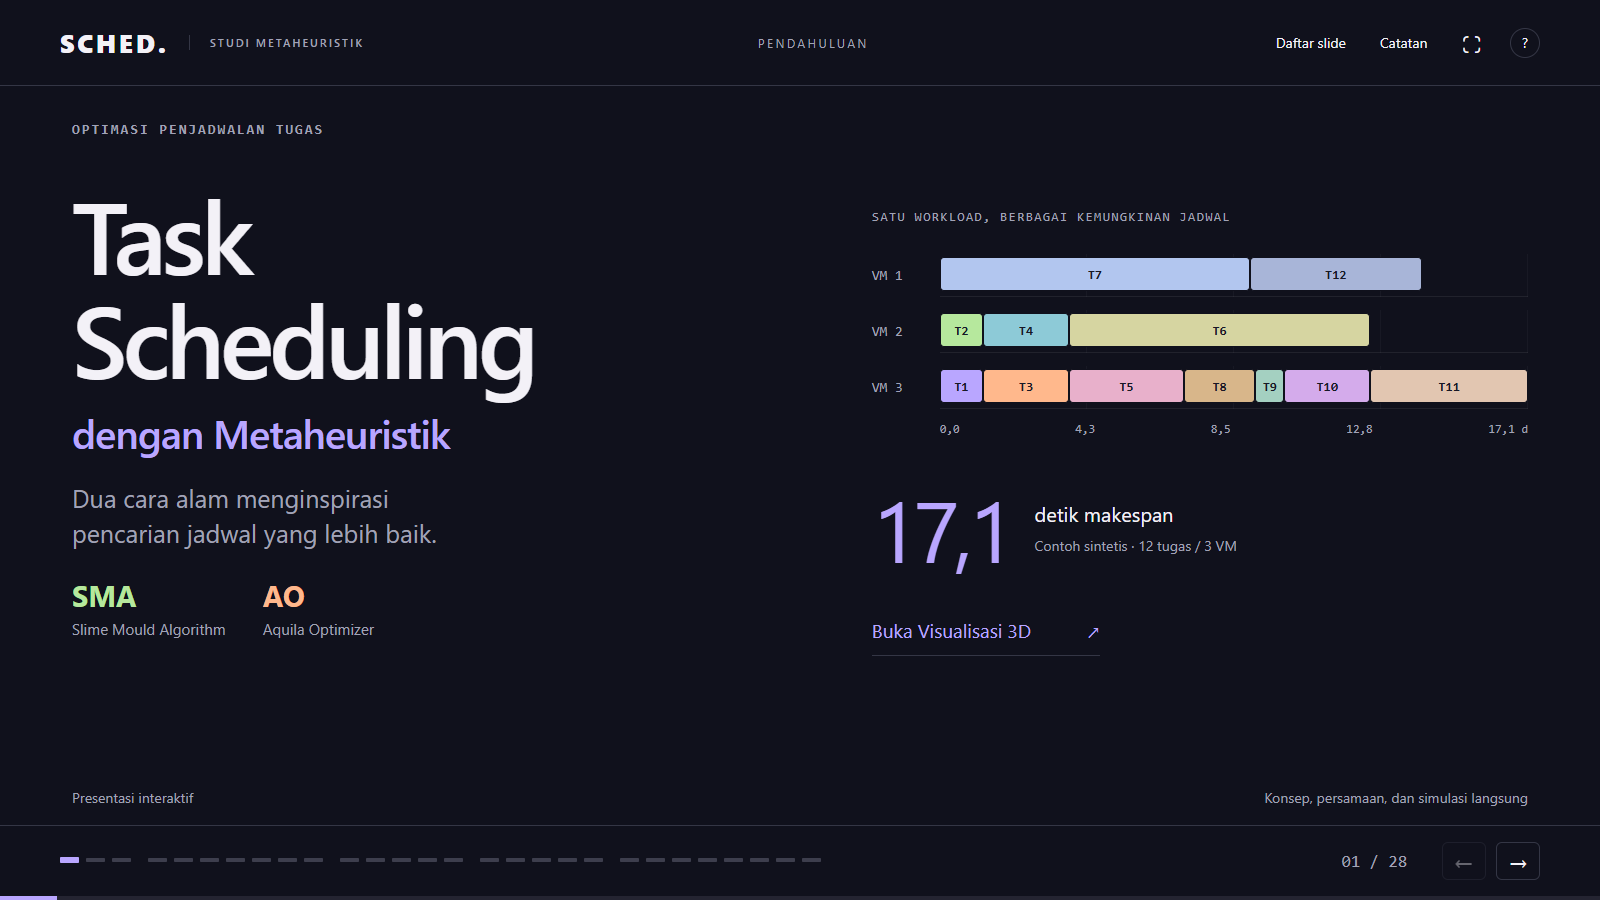 SCHED.
STUDI METAHEURISTIK
PENDAHULUAN
Daftar slide
Catatan
?
OPTIMASI PENJADWALAN TUGAS
Task
Scheduling
dengan Metaheuristik
Dua cara alam menginspirasi
pencarian jadwal yang lebih baik.
SMA
Slime Mould Algorithm
AO
Aquila Optimizer
SATU WORKLOAD, BERBAGAI KEMUNGKINAN JADWAL
VM 1
T7
T12
VM 2
T2
T4
T6
VM 3
T1
T3
T5
T8
T9
T10
T11
0,0
4,3
8,5
12,8
17,1 d
17,1
detik makespan
Contoh sintetis · 12 tugas / 3 VM
Buka Visualisasi 3D ↗
Presentasi interaktif
Konsep, persamaan, dan simulasi langsung
01 / 28
← →